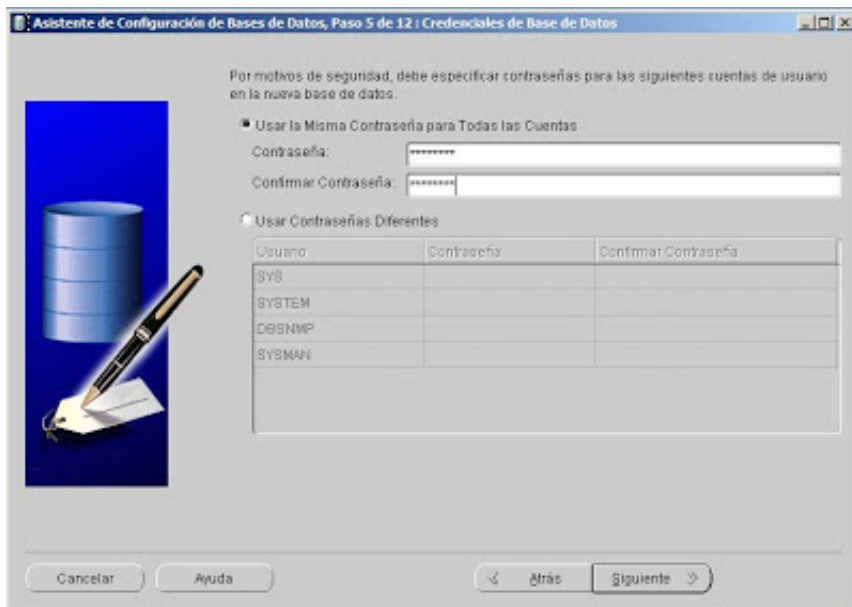 Asistente de Configuración de Bases de Datos, Paso 5 de 12 : Credenciales de Base de Datos
Por motivos de seguridad, debe especificar contraseñas para las siguientes cuentas de usuario
en la nueva base de datos.
Usar la Misma Contraseña para Todas las Cuentas
Contraseña: ********
Confirmar Contraseña: ********
Usar Contraseñas Diferentes
Usuario Contraseña Confirmar Contraseña
SYS
SYSTEM
DBSNMP
SYSMAN
Cancelar Ayuda Atrás Siguiente